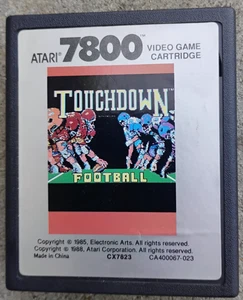 ATARI 7800™ VIDEO GAME
CARTRIDGE
TOUCHDOWN
FOOTBALL
Copyright © 1985, Electronic Arts. All rights reserved.
Copyright © 1988, Atari Corporation. All rights reserved.
Made in China CX7823 CA400067-023